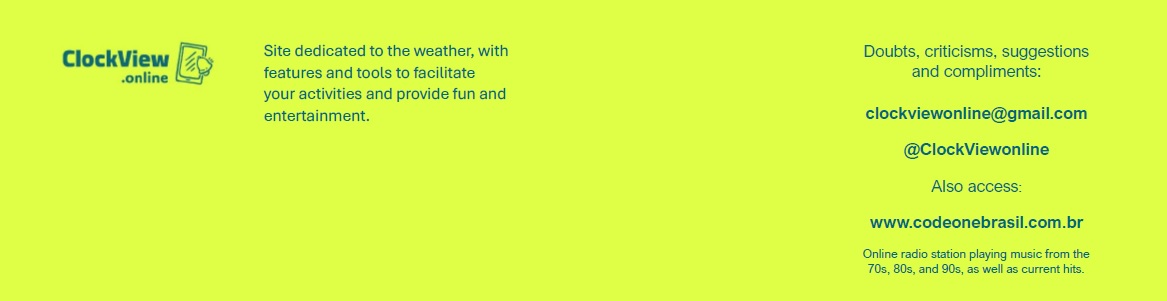 ClockView
.online
Site dedicated to the weather, with
features and tools to facilitate
your activities and provide fun and
entertainment.
Doubts, criticisms, suggestions
and compliments:
clockviewonline@gmail.com
@ClockViewonline
Also access:
www.codeonebrasil.com.br
Online radio station playing music from the
70s, 80s, and 90s, as well as current hits.